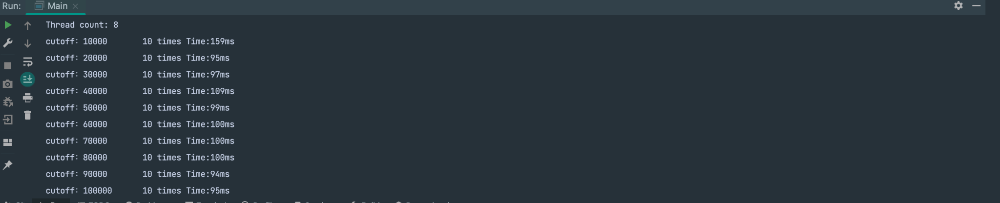 Run: Main
Thread count: 8
cutoff: 10000 10 times Time:159ms
cutoff: 20000 10 times Time:95ms
cutoff: 30000 10 times Time:97ms
cutoff: 40000 10 times Time:109ms
cutoff: 50000 10 times Time:99ms
cutoff: 60000 10 times Time:100ms
cutoff: 70000 10 times Time:100ms
cutoff: 80000 10 times Time:100ms
cutoff: 90000 10 times Time:94ms
cutoff: 100000 10 times Time:95ms